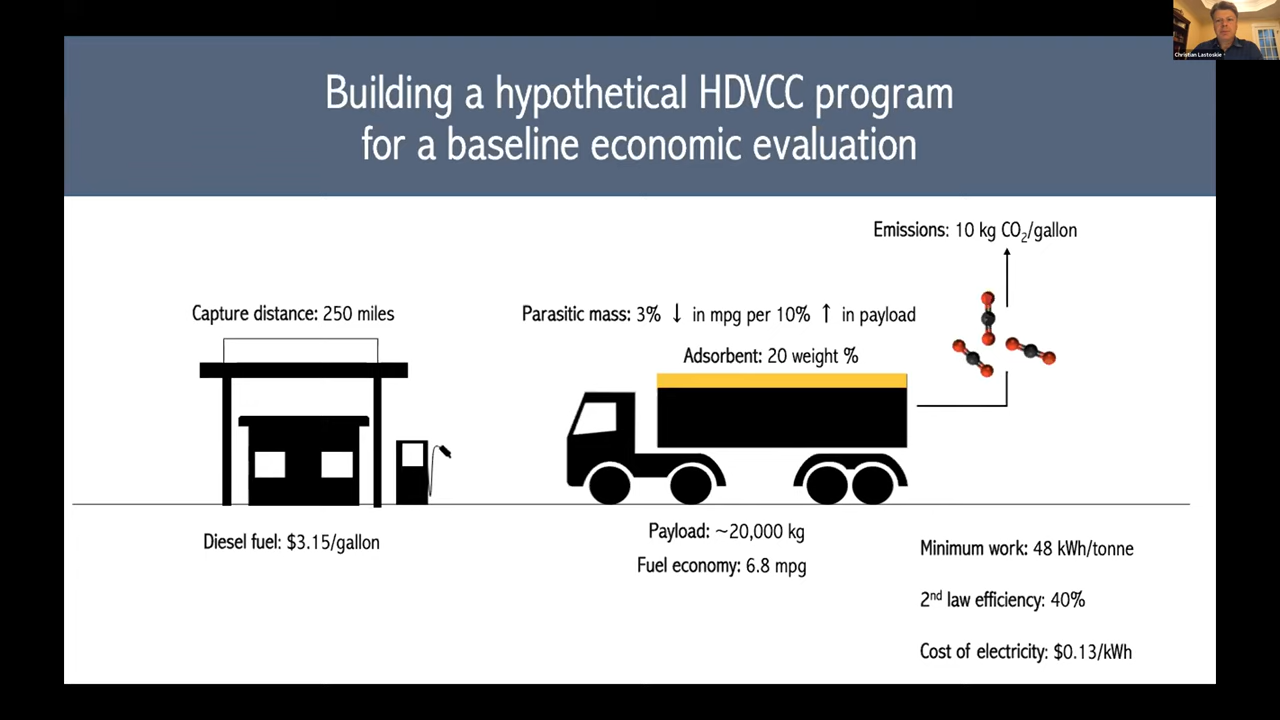 Christian Lastoskie
Building a hypothetical HDVCC program
for a baseline economic evaluation
Emissions: 10 kg CO₂/gallon
Capture distance: 250 miles
Parasitic mass: 3% ↓ in mpg per 10% ↑ in payload
Adsorbent: 20 weight %
Diesel fuel: $3.15/gallon
Payload: ~20,000 kg
Fuel economy: 6.8 mpg
Minimum work: 48 kWh/tonne
2nd law efficiency: 40%
Cost of electricity: $0.13/kWh